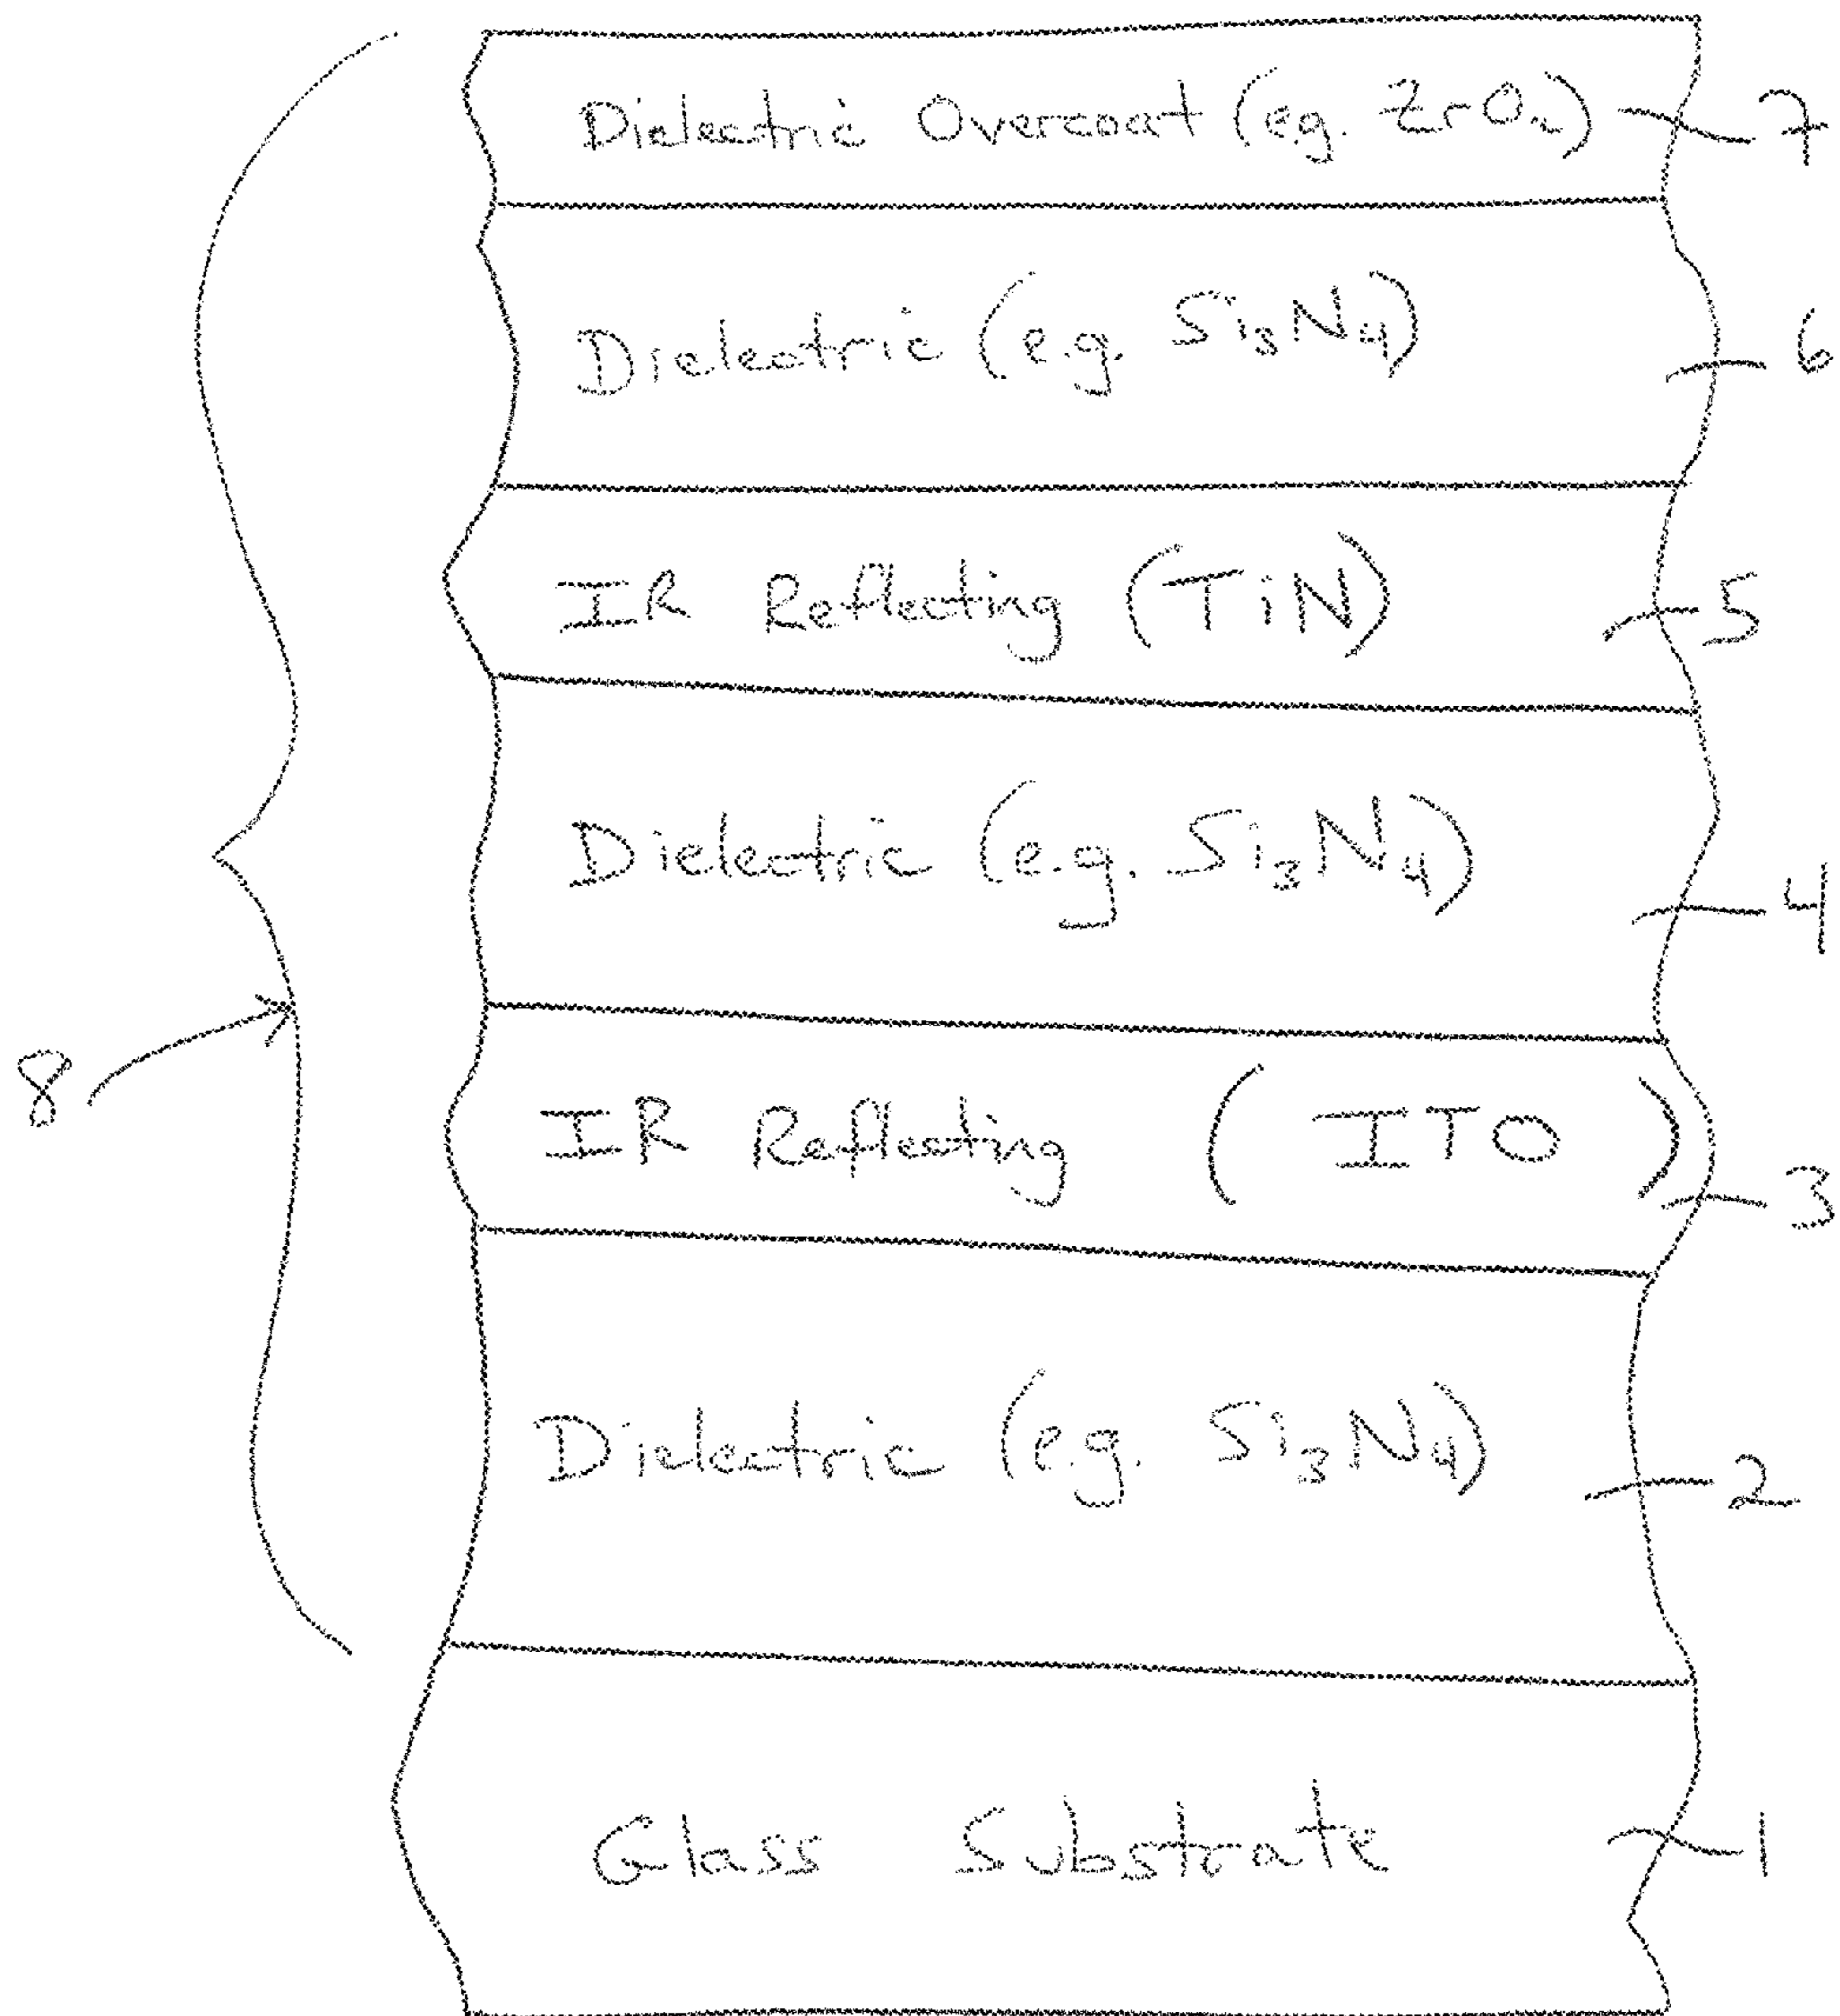 Dielectric Overcoat (eg. ZrO₂) 7
Dielectric (e.g. Si₃N₄) 6
IR Reflecting (TiN) 5
Dielectric (e.g. Si₃N₄) 4
8
IR Reflecting (ITO) 3
Dielectric (e.g. Si₃N₄) 2
Glass Substrate 1